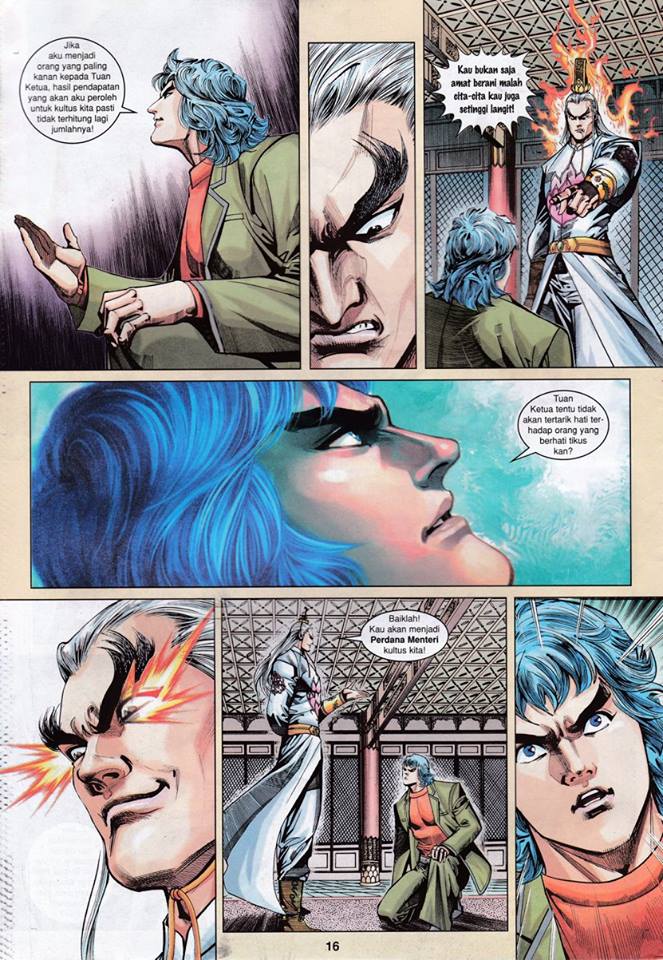 Jika
aku menjadi
orang yang paling
kanan kepada Tuan
Ketua, hasil pendapatan
yang akan aku peroleh
untuk kultus kita pasti
tidak terhitung lagi
jumlahnya!
Kau bukan saja
amat berani malah
cita-cita kau juga
setinggi langit!
Tuan
Ketua tentu tidak
akan tertarik hati ter-
hadap orang yang
berhati tikus
kan?
Baiklah!
Kau akan menjadi
Perdana Menteri
kultus kita!
16